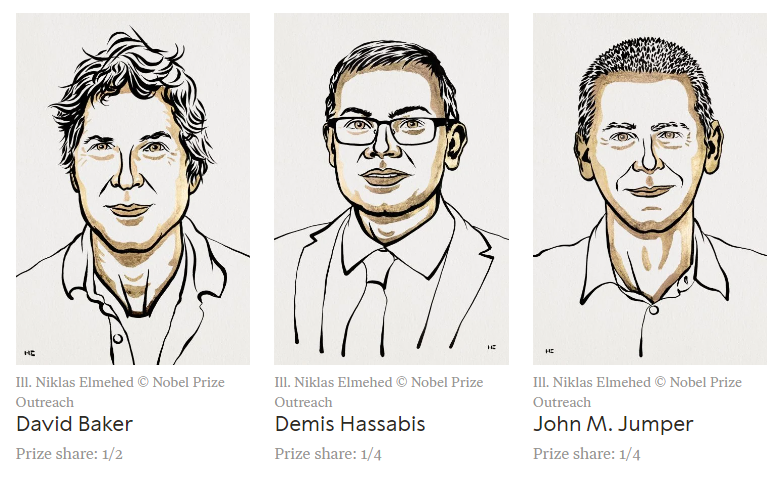 Ill. Niklas Elmehed © Nobel Prize
Outreach
David Baker
Prize share: 1/2
Ill. Niklas Elmehed © Nobel Prize
Outreach
Demis Hassabis
Prize share: 1/4
Ill. Niklas Elmehed © Nobel Prize
Outreach
John M. Jumper
Prize share: 1/4